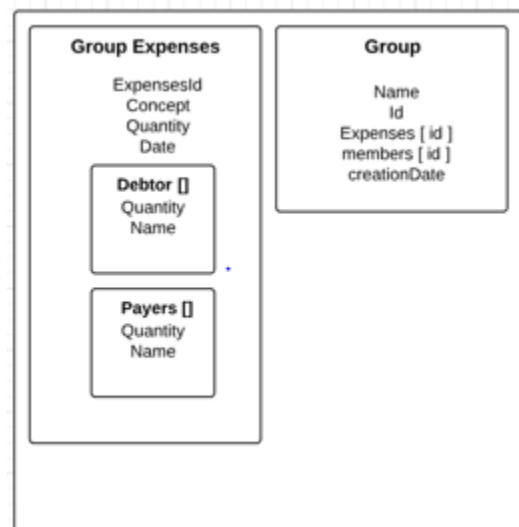 Group Expenses
ExpensesId
Concept
Quantity
Date
Debtor []
Quantity
Name
Payers []
Quantity
Name
Group
Name
Id
Expenses [ id ]
members [ id ]
creationDate